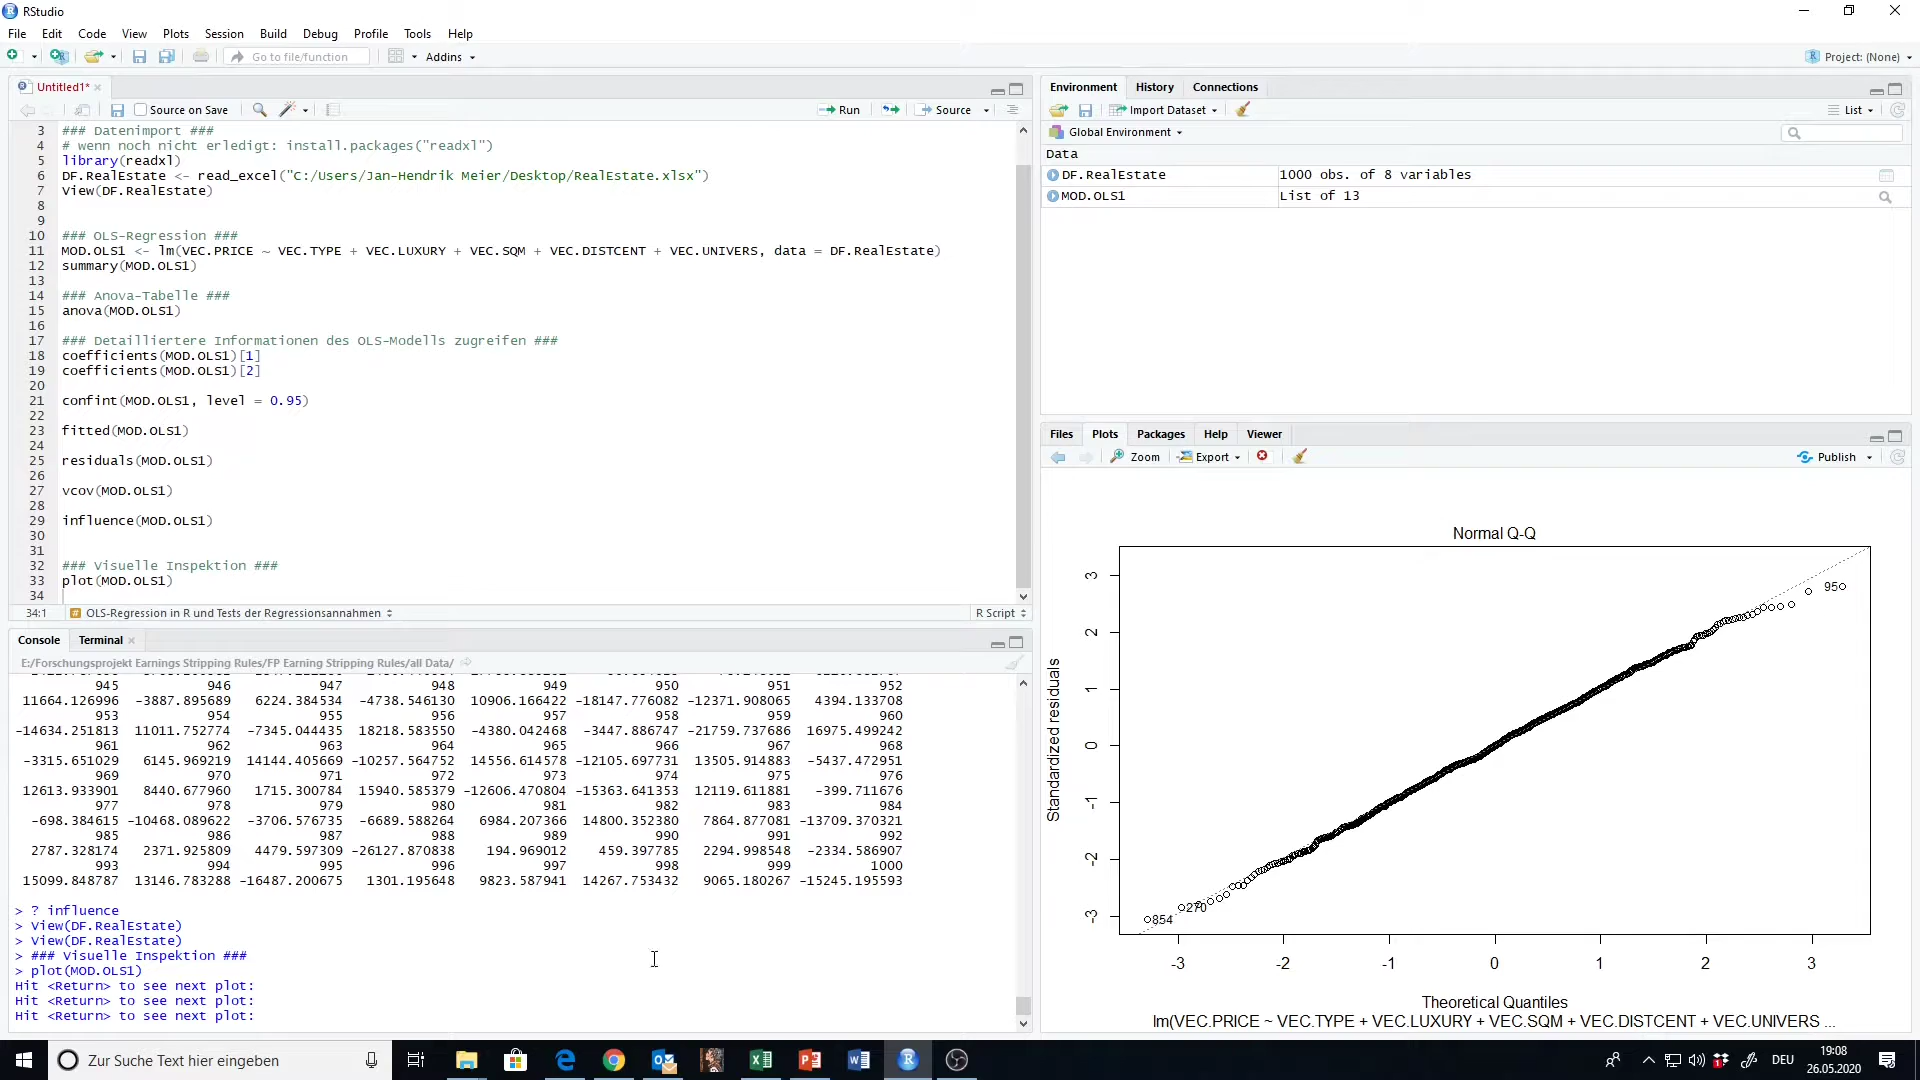 RStudio
File Edit Code View Plots Session Build Debug Profile Tools Help
Go to file/function Addins Project: (None)
Untitled1*
Source on Save Run Source
3 ### Datenimport ###
4 # wenn noch nicht erledigt: install.packages("readxl")
5 library(readxl)
6 DF.RealEstate <- read_excel("C:/Users/Jan-Hendrik Meier/Desktop/RealEstate.xlsx")
7 View(DF.RealEstate)
8
9
10 ### OLS-Regression ###
11 MOD.OLS1 <- lm(VEC.PRICE ~ VEC.TYPE + VEC.LUXURY + VEC.SQM + VEC.DISTCENT + VEC.UNIVERS, data = DF.RealEstate)
12 summary(MOD.OLS1)
13
14 ### Anova-Tabelle ###
15 anova(MOD.OLS1)
16
17 ### Detailliertere Informationen des OLS-Modells zugreifen ###
18 coefficients(MOD.OLS1)[1]
19 coefficients(MOD.OLS1)[2]
20
21 confint(MOD.OLS1, level = 0.95)
22
23 fitted(MOD.OLS1)
24
25 residuals(MOD.OLS1)
26
27 vcov(MOD.OLS1)
28
29 influence(MOD.OLS1)
30
31
32 ### Visuelle Inspektion ###
33 plot(MOD.OLS1)
34
34:1 OLS-Regression in R und Tests der Regressionsannahmen R Script
Console Terminal
E:/Forschungsprojekt Earnings Stripping Rules/FP Earning Stripping Rules/all Data/
945 946 947 948 949 950 951 952
11664.126996 -3887.895689 6224.384534 -4738.546130 10906.166422 -18147.776082 -12371.908065 4394.133708
953 954 955 956 957 958 959 960
-14634.251813 11011.752774 -7345.044435 18218.583550 -4380.042468 -3447.886747 -21759.737686 16975.499242
961 962 963 964 965 966 967 968
-3315.651029 6145.969219 14144.405669 -10257.564752 14556.614578 -12105.697731 13505.914883 -5437.472951
969 970 971 972 973 974 975 976
12613.933901 8440.677960 1715.300784 15940.585379 -12606.470804 -15363.641353 12119.611881 -399.711676
977 978 979 980 981 982 983 984
-698.384615 -10468.089622 -3706.576735 -6689.588264 6984.207366 14800.352380 7864.877081 -13709.370321
985 986 987 988 989 990 991 992
2787.328174 2371.925809 4479.597309 -26127.870838 194.969012 459.397785 2294.998548 -2334.586907
993 994 995 996 997 998 999 1000
15099.848787 13146.783288 -16487.200675 1301.195648 9823.587941 14267.753432 9065.180267 -15245.195593
> ? influence
> View(DF.RealEstate)
> View(DF.RealEstate)
> ### Visuelle Inspektion ###
> plot(MOD.OLS1)
Hit <Return> to see next plot:
Hit <Return> to see next plot:
Hit <Return> to see next plot:
Environment History Connections
Import Dataset List
Global Environment
Data
DF.RealEstate 1000 obs. of 8 variables
MOD.OLS1 List of 13
Files Plots Packages Help Viewer
Zoom Export Publish
Normal Q-Q
Standardized residuals
3
2
1
0
-1
-2
-3
95
270
854
-3 -2 -1 0 1 2 3
Theoretical Quantiles
lm(VEC.PRICE ~ VEC.TYPE + VEC.LUXURY + VEC.SQM + VEC.DISTCENT + VEC.UNIVERS ...
Zur Suche Text hier eingeben
DEU
19:08
26.05.2020